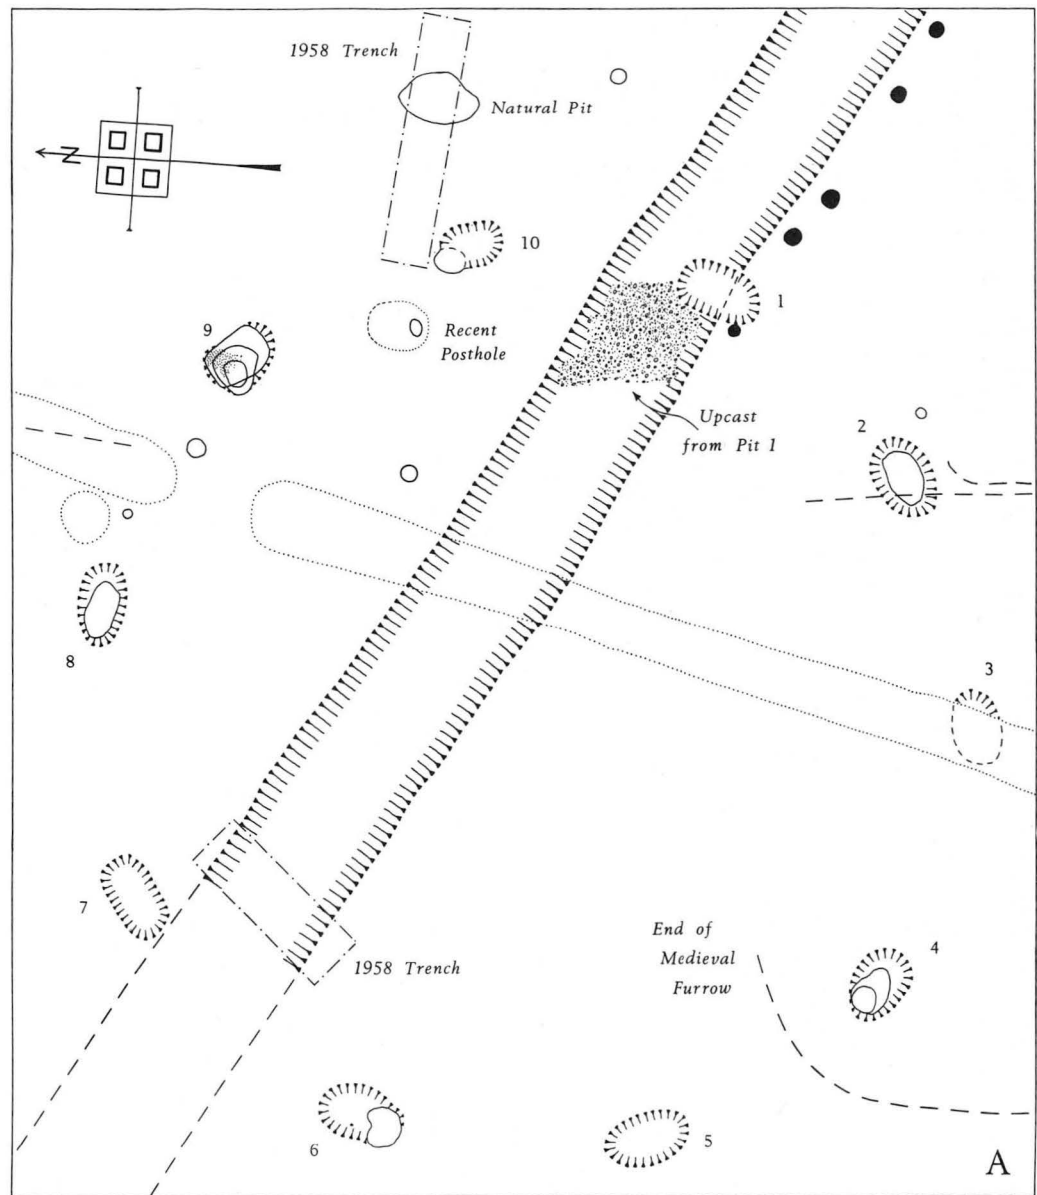 1958 Trench
Natural Pit
N
10
1
9
Recent
Posthole
Upcast
from Pit 1
2
8
3
7
End of
Medieval
Furrow
4
1958 Trench
6
5
A